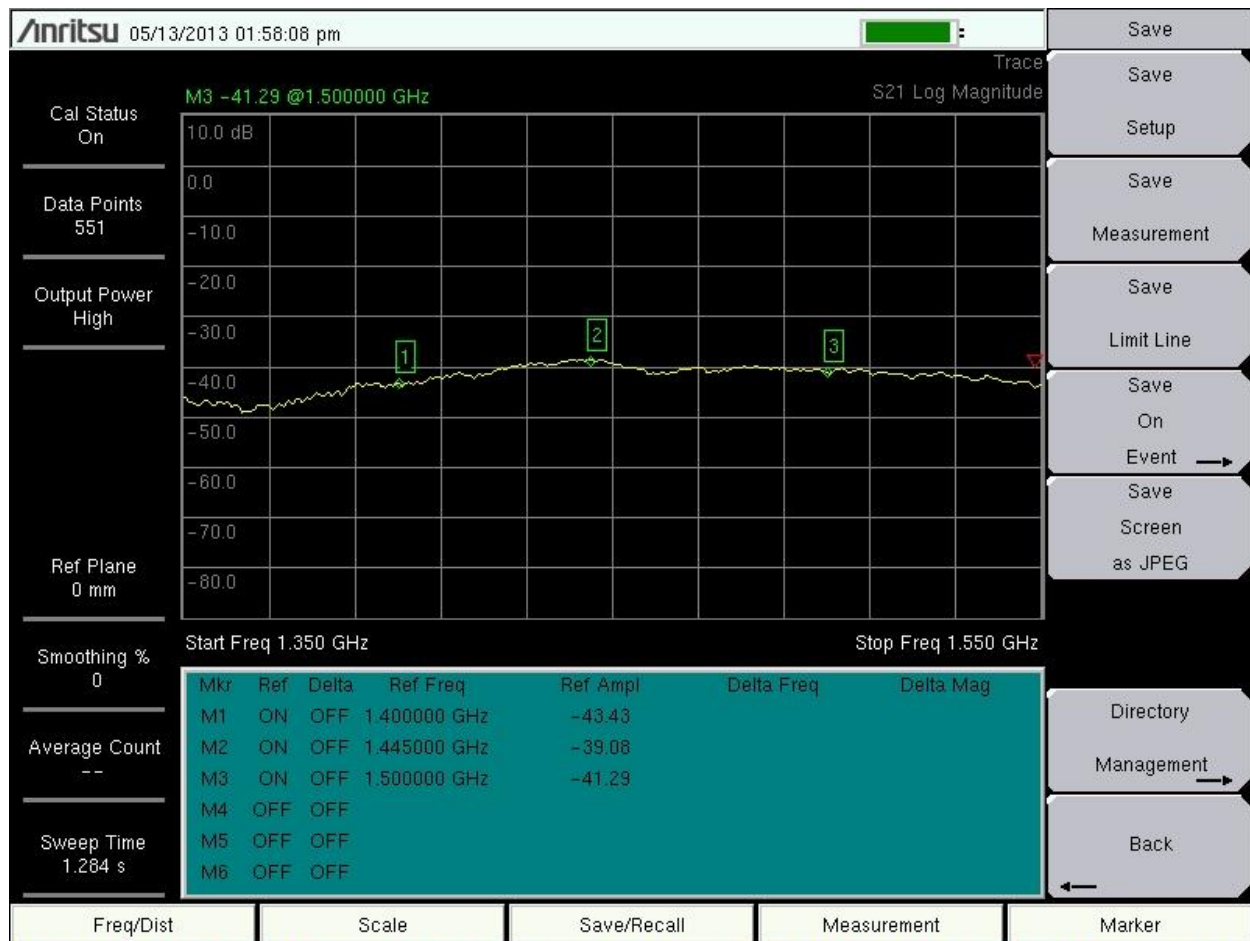 Anritsu 05/13/2013 01:58:08 pm
Trace
M3 -41.29 @1.500000 GHz
S21 Log Magnitude
Cal Status
On
Data Points
551
Output Power
High
Ref Plane
0 mm
Smoothing %
0
Average Count
--
Sweep Time
1.284 s
10.0 dB
0.0
-10.0
-20.0
-30.0
-40.0
-50.0
-60.0
-70.0
-80.0
1
2
3
Start Freq 1.350 GHz
Stop Freq 1.550 GHz
Mkr Ref Delta Ref Freq Ref Ampl Delta Freq Delta Mag
M1 ON OFF 1.400000 GHz -43.43
M2 ON OFF 1.445000 GHz -39.08
M3 ON OFF 1.500000 GHz -41.29
M4 OFF OFF
M5 OFF OFF
M6 OFF OFF
Save
Save
Setup
Save
Measurement
Save
Limit Line
Save
On
Event
Save
Screen
as JPEG
Directory
Management
Back
Freq/Dist
Scale
Save/Recall
Measurement
Marker